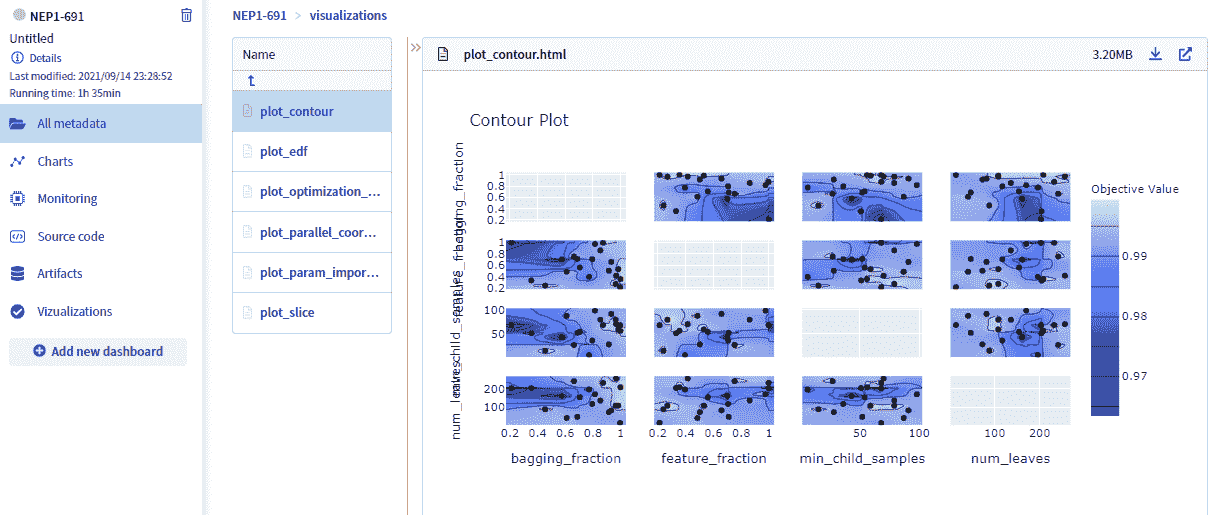 NEP1-691
Untitled
Details
Last modified: 2021/09/14 23:28:52
Running time: 1h 35min
All metadata
Charts
Monitoring
Source code
Artifacts
Vizualizations
Add new dashboard
NEP1-691 > visualizations
Name
plot_contour
plot_edf
plot_optimization_...
plot_parallel_coor...
plot_param_impor...
plot_slice
plot_contour.html
3.20MB
Contour Plot
bagging_fraction
1
0.8
0.6
0.4
0.2
feature_fraction
1
0.8
0.6
0.4
0.2
min_child_samples
100
50
num_leaves
200
100
0.2 0.4 0.6 0.8 1
0.2 0.4 0.6 0.8 1
50 100
100 200
bagging_fraction
feature_fraction
min_child_samples
num_leaves
Objective Value
0.99
0.98
0.97